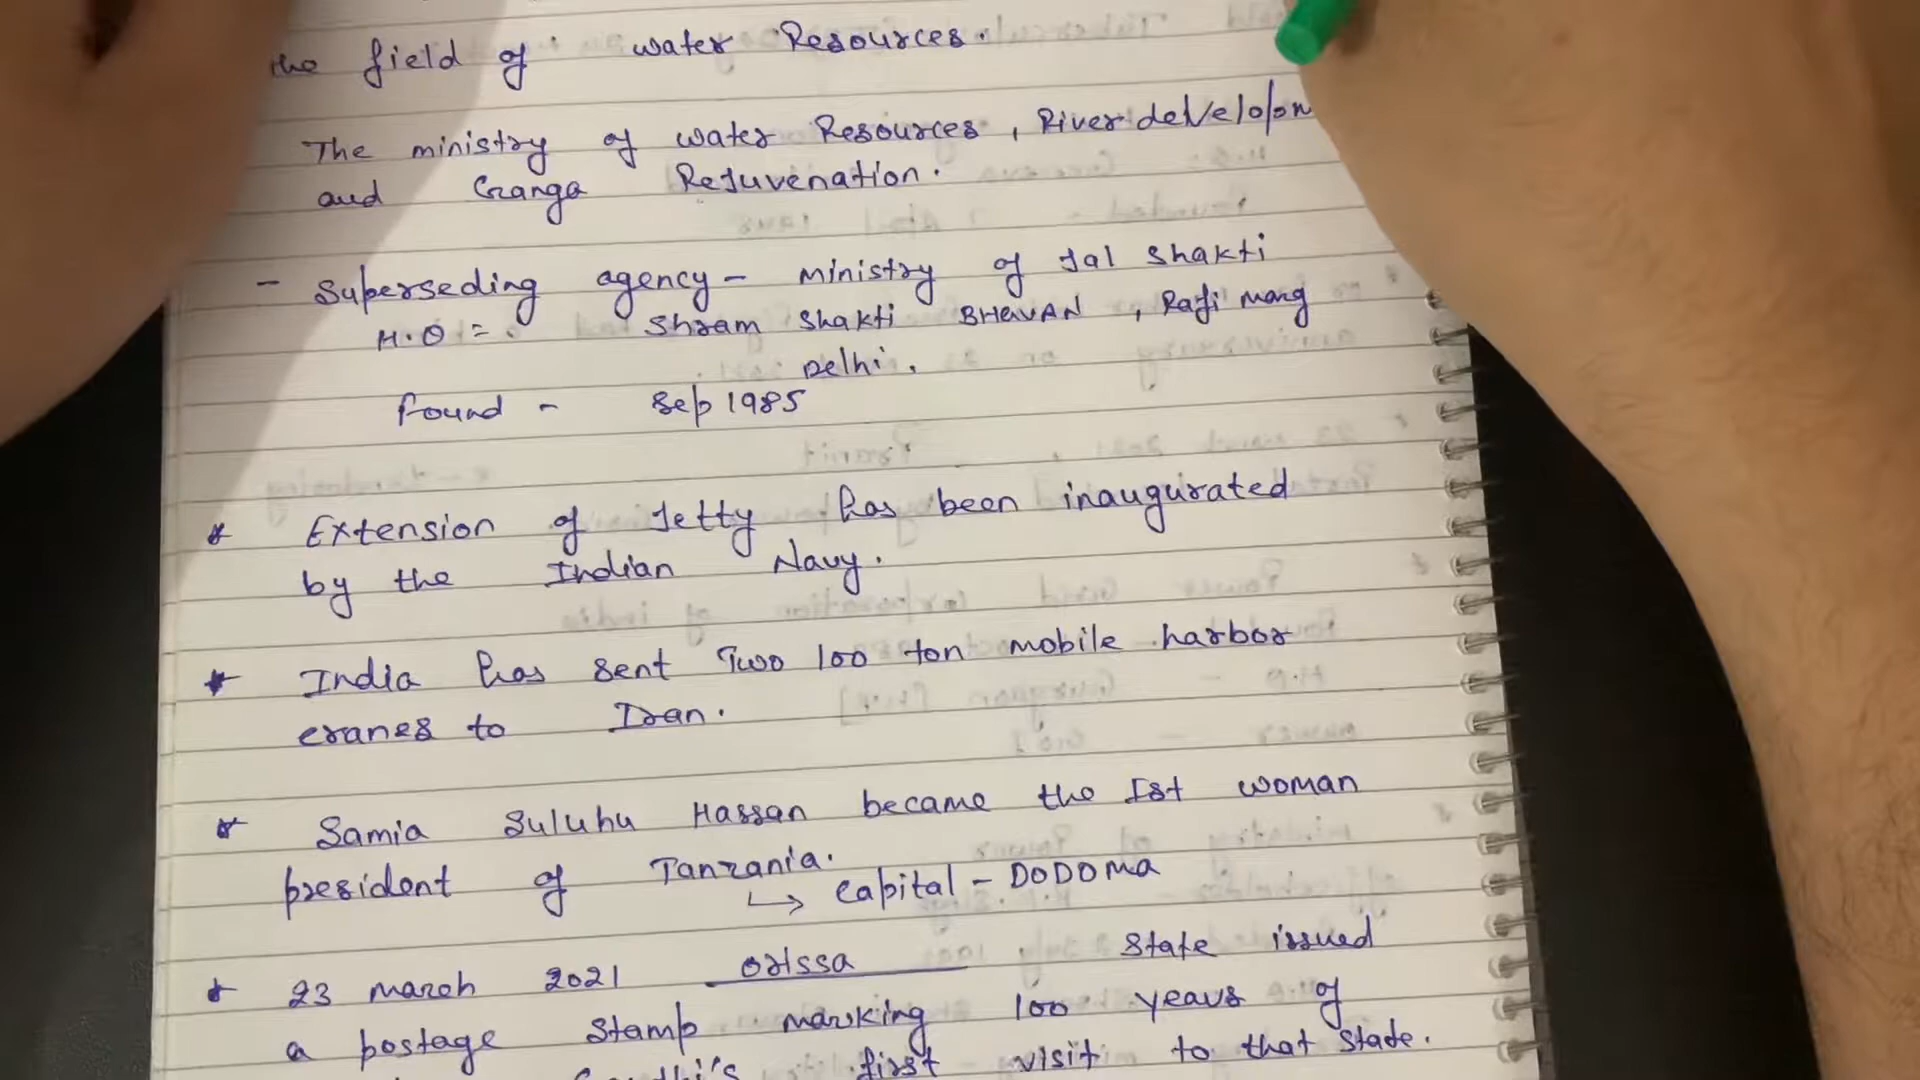 the field of water Resources.
The ministry of water Resources, River developm
and Ganga Rejuvenation.
- Superseding agency - ministry of Jal Shakti
H.O = Shram Shakti BHAVAN, Rafi marg
Delhi.
Found - Sep 1985
* Extension of Jetty has been inaugurated
by the Indian Navy.
* India has sent Two 100 ton mobile harbor
cranes to Iran.
* Samia Suluhu Hassan became the Ist woman
president of Tanzania.
↳ capital - DODOMA
* 23 march 2021 orissa state issued
a postage stamp marking 100 years of
first visit to that state.